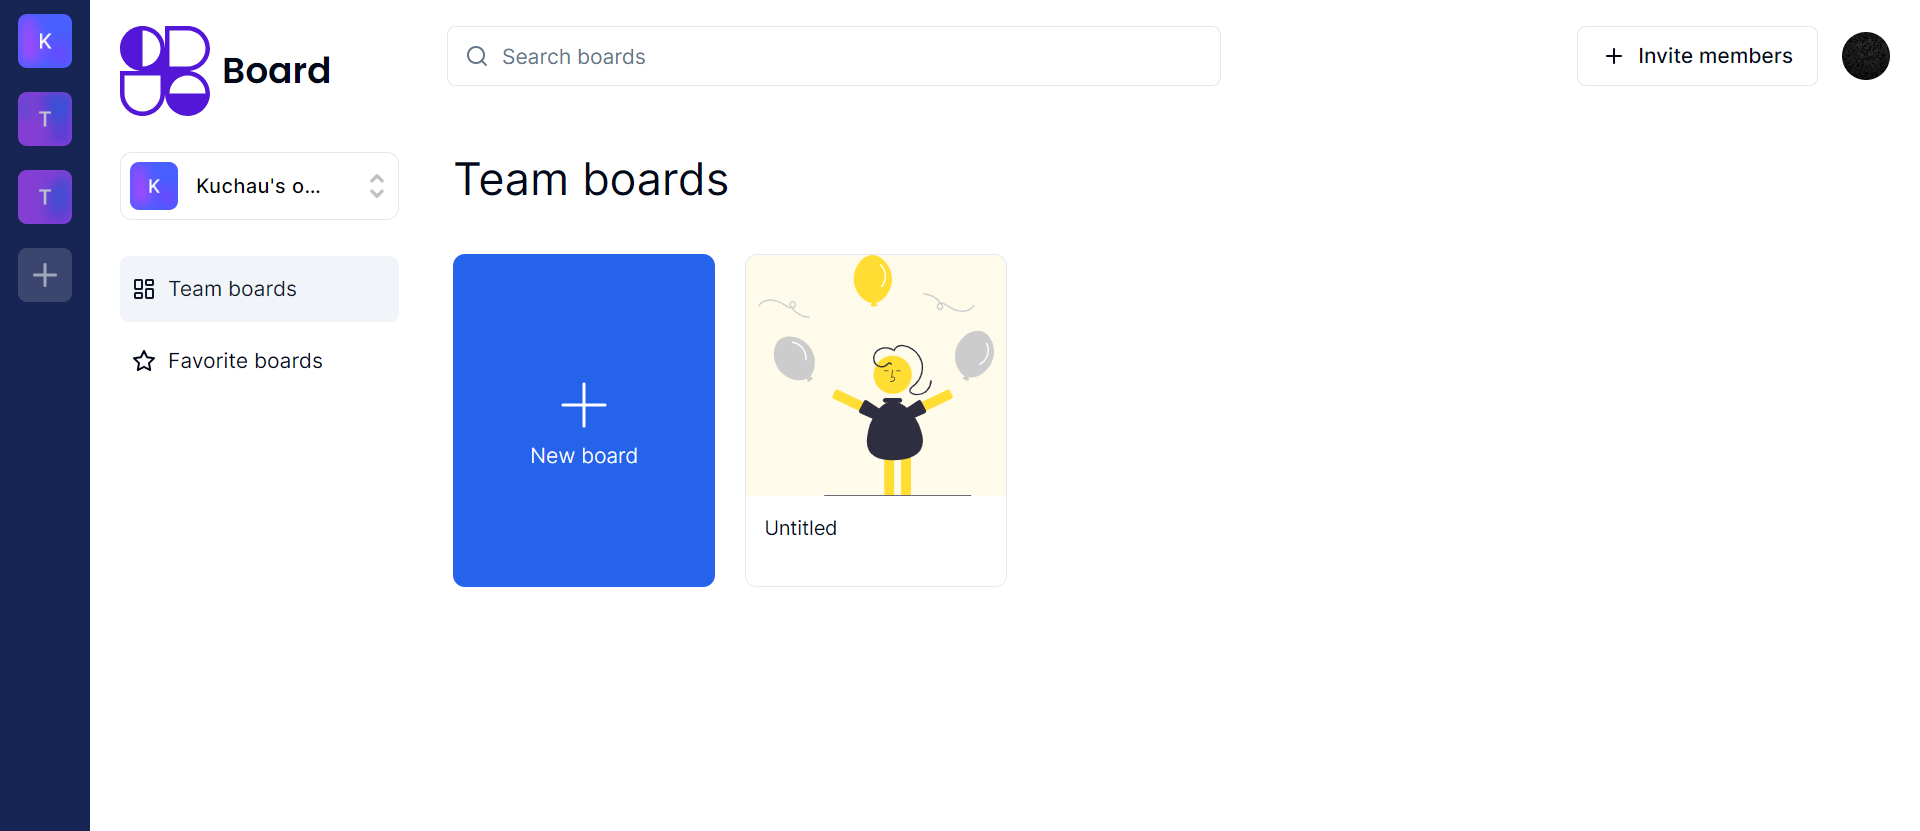 K
T
T
Board
Search boards
Invite members
K
Kuchau's o...
Team boards
Favorite boards
Team boards
New board
Untitled